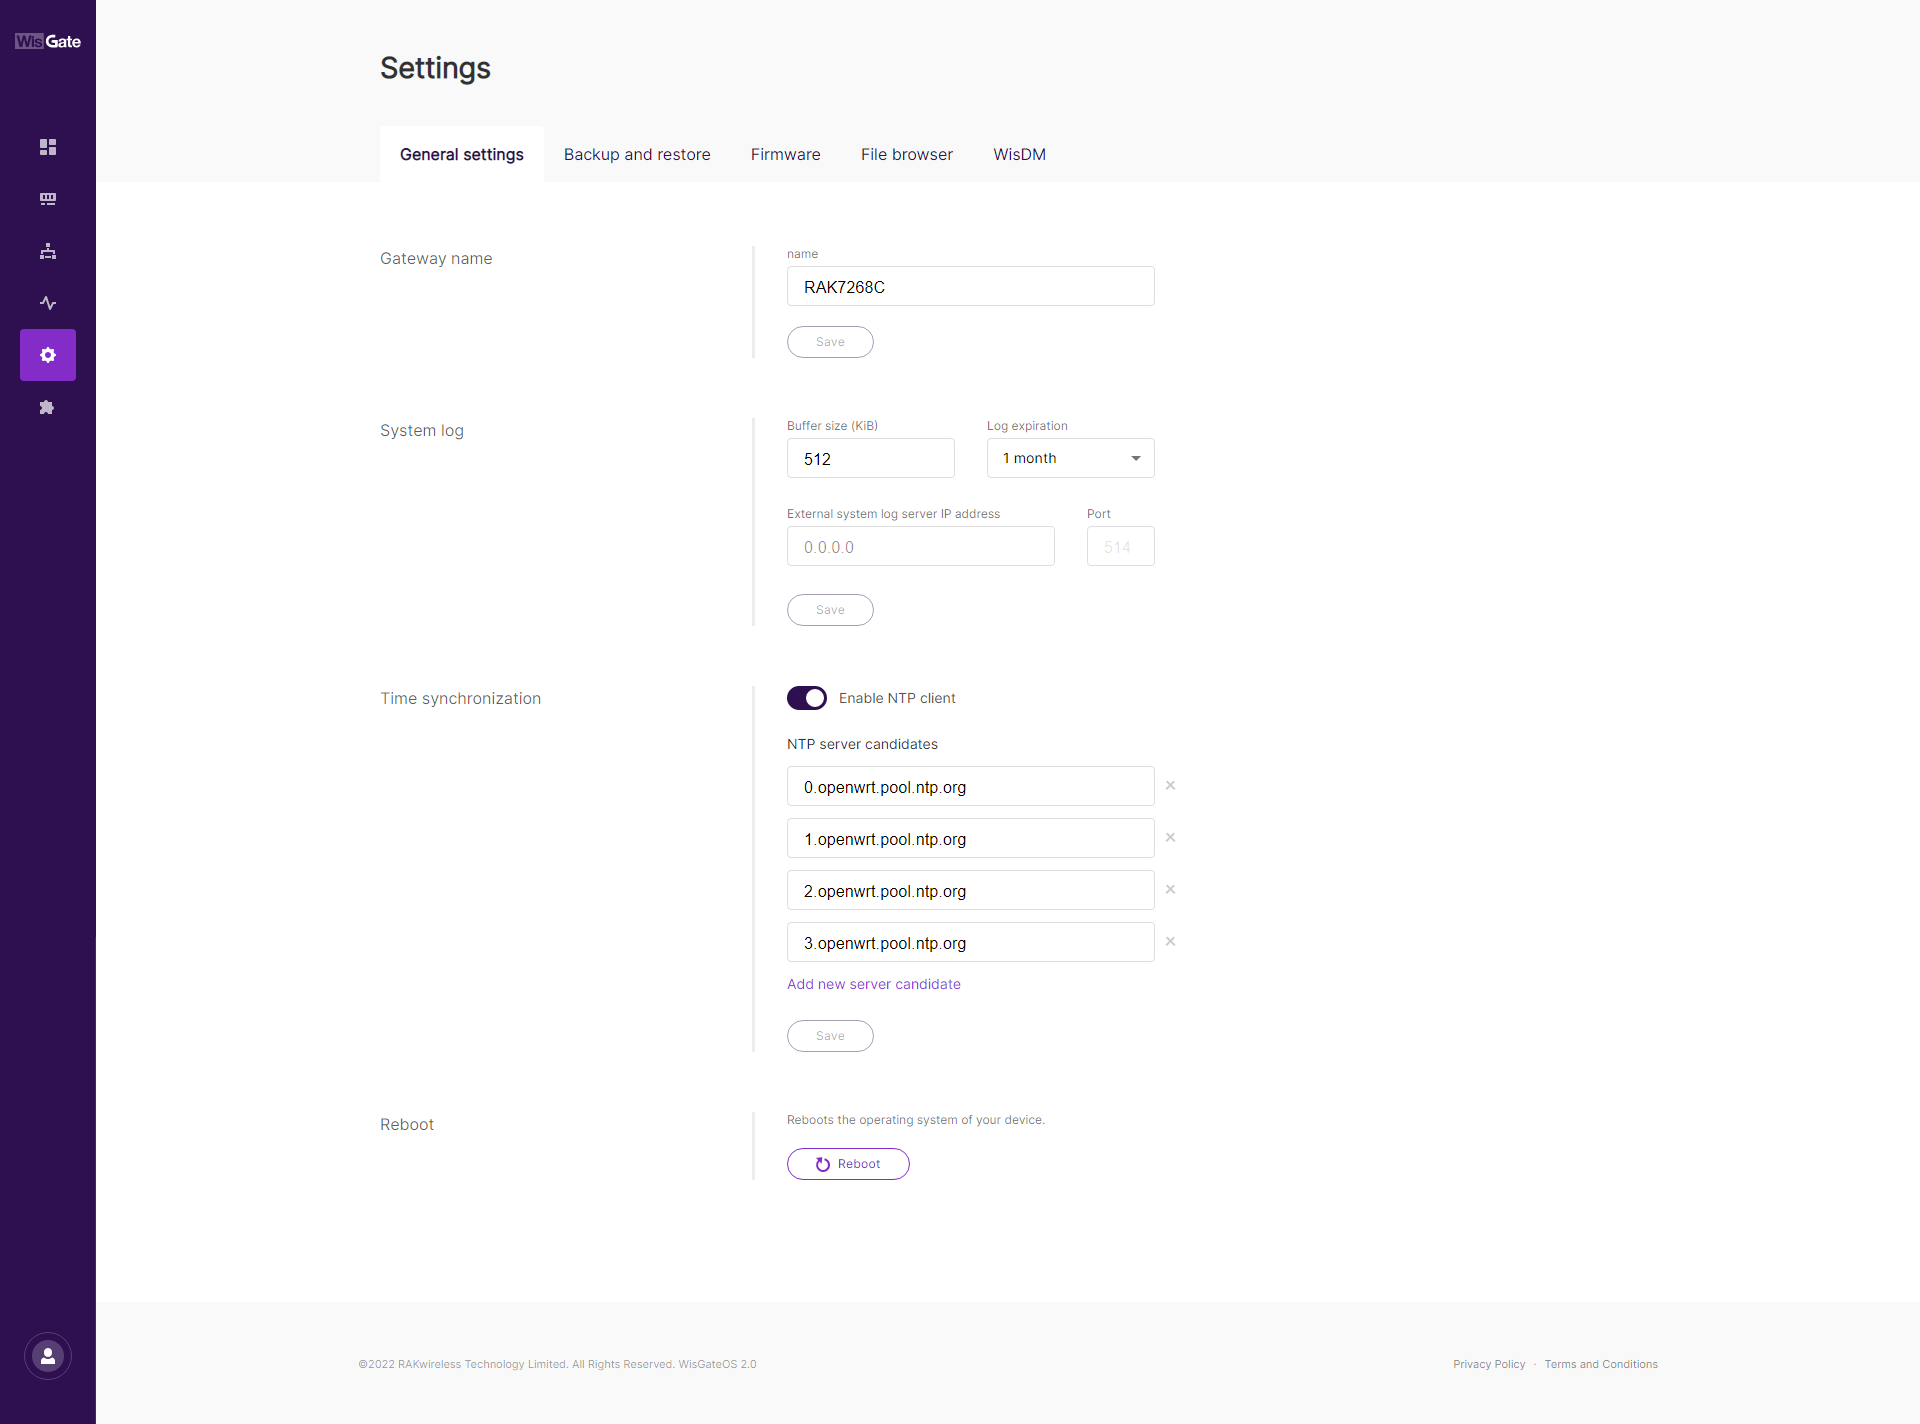 WisGate
Settings
General settings
Backup and restore
Firmware
File browser
WisDM
Gateway name
name
RAK7268C
Save
System log
Buffer size (KiB)
Log expiration
512
1 month
External system log server IP address
Port
0.0.0.0
514
Save
Time synchronization
Enable NTP client
NTP server candidates
0.openwrt.pool.ntp.org
1.openwrt.pool.ntp.org
2.openwrt.pool.ntp.org
3.openwrt.pool.ntp.org
Add new server candidate
Save
Reboot
Reboots the operating system of your device.
Reboot
©2022 RAKwireless Technology Limited. All Rights Reserved. WisGateOS 2.0
Privacy Policy · Terms and Conditions